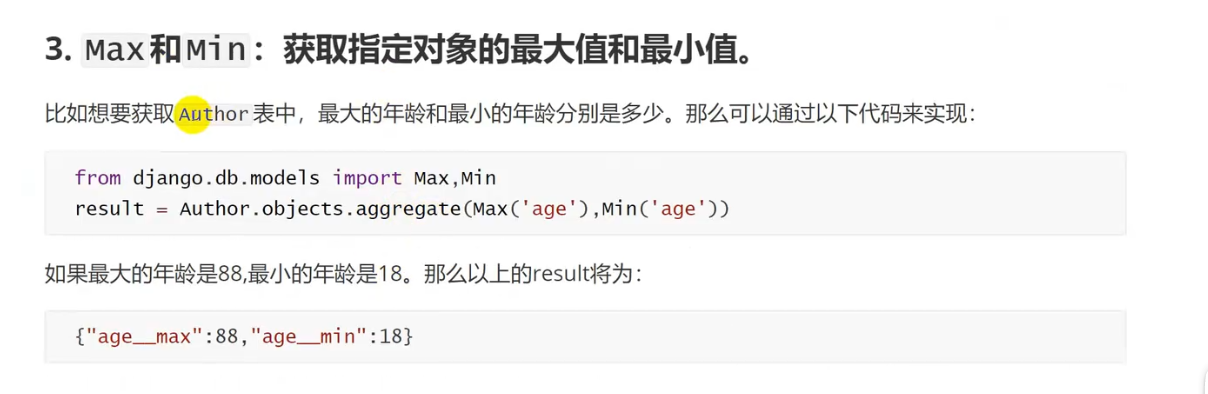 3. Max和Min：获取指定对象的最大值和最小值。
比如想要获取Author表中，最大的年龄和最小的年龄分别是多少。那么可以通过以下代码来实现：
from django.db.models import Max,Min
result = Author.objects.aggregate(Max('age'),Min('age'))
如果最大的年龄是88,最小的年龄是18。那么以上的result将为：
{"age__max":88,"age__min":18}